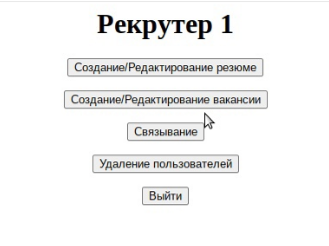 Рекрутер 1
Создание/Редактирование резюме
Создание/Редактирование вакансии
Связывание
Удаление пользователей
Выйти